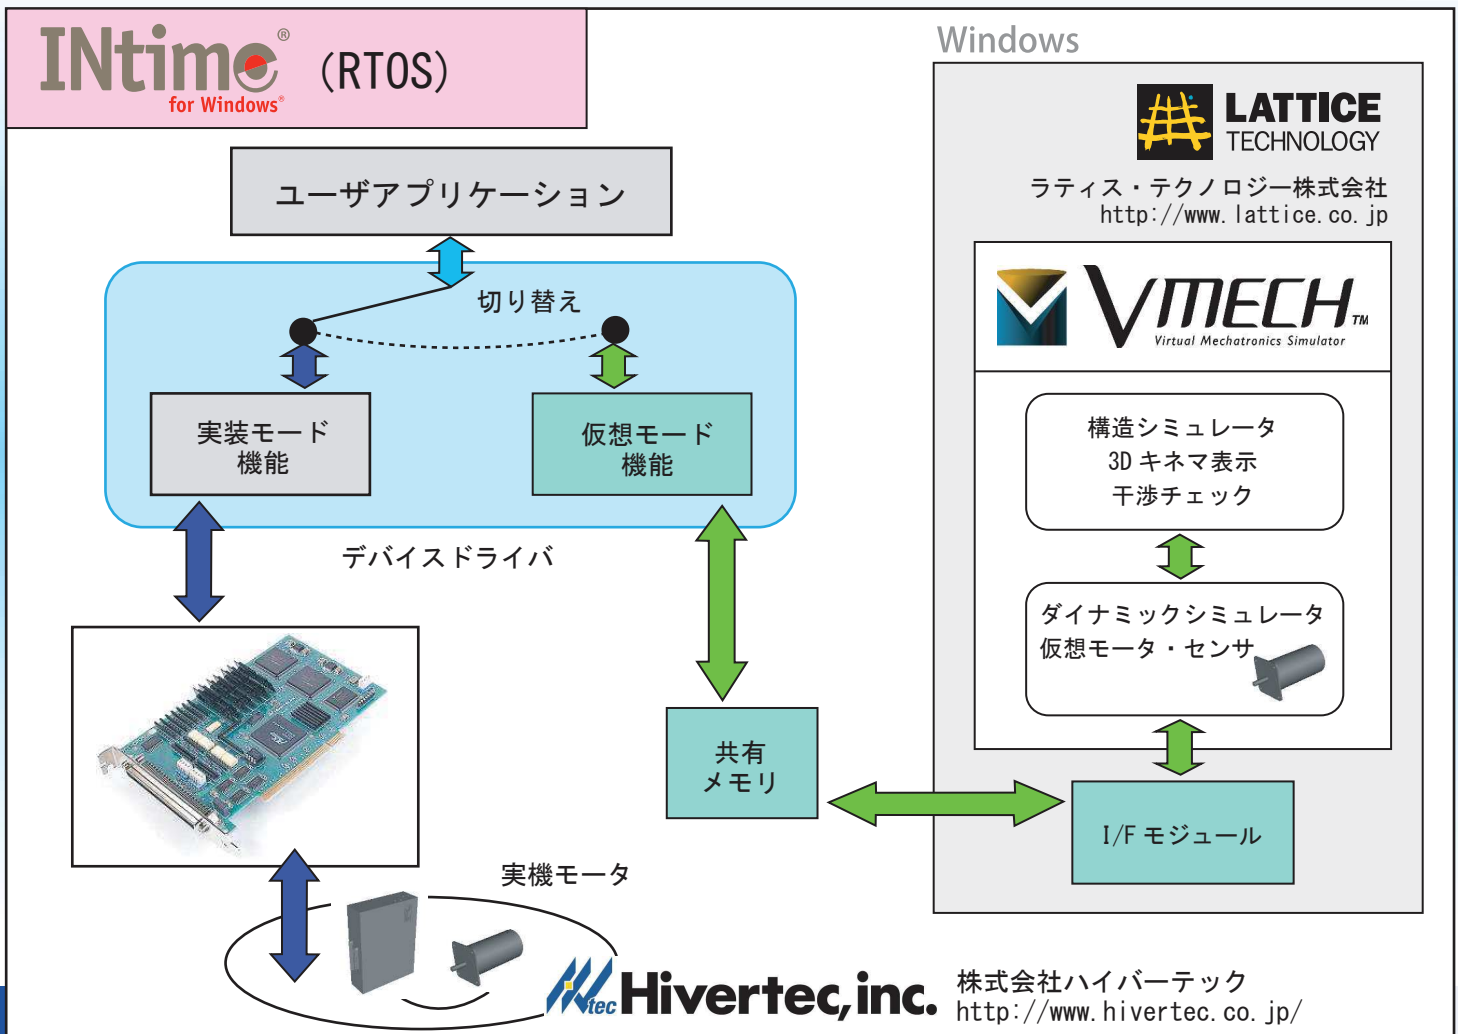 INtime®
for Windows®
(RTOS)
ユーザアプリケーション
切り替え
実装モード
機能
仮想モード
機能
デバイスドライバ
共有
メモリ
実機モータ
tec
Hivertec,inc.
株式会社ハイバーテック
http://www.hivertec.co.jp/
Windows
LATTICE
TECHNOLOGY
ラティス・テクノロジー株式会社
http://www.lattice.co.jp
VMECH™
Virtual Mechatronics Simulator
構造シミュレータ
3Dキネマ表示
干渉チェック
ダイナミックシミュレータ
仮想モータ・センサ
I/Fモジュール